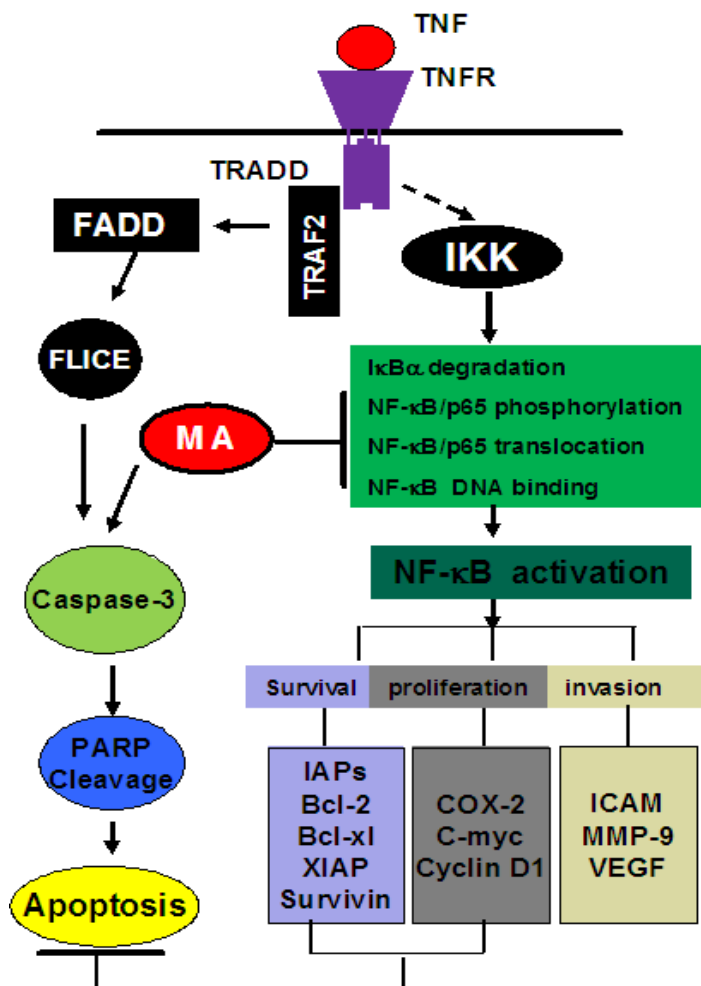 TNF
TNFR
TRADD
FADD
TRAF2
IKK
FLICE
IκBα degradation
NF-κB/p65 phosphorylation
NF-κB/p65 translocation
NF-κB DNA binding
MA
Caspase-3
NF-κB activation
Survival proliferation invasion
PARP
Cleavage
IAPs
Bcl-2
Bcl-xl
XIAP
Survivin
COX-2
C-myc
Cyclin D1
ICAM
MMP-9
VEGF
Apoptosis